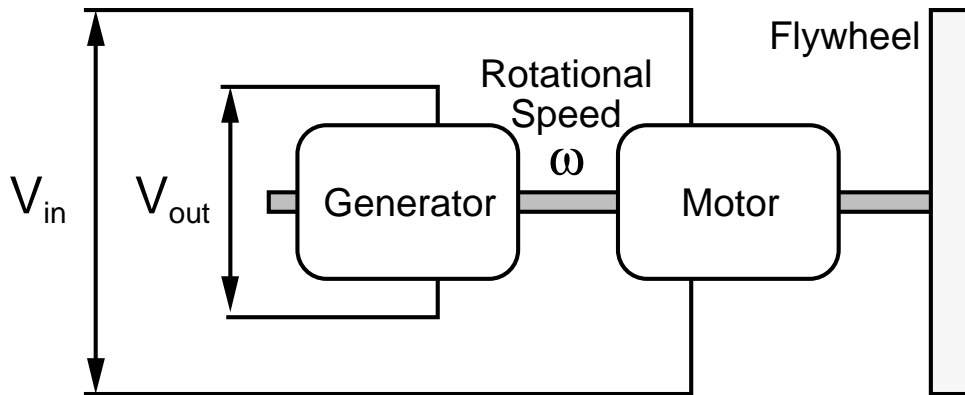 Flywheel
Rotational
Speed
ω
V_in
V_out
Generator
Motor